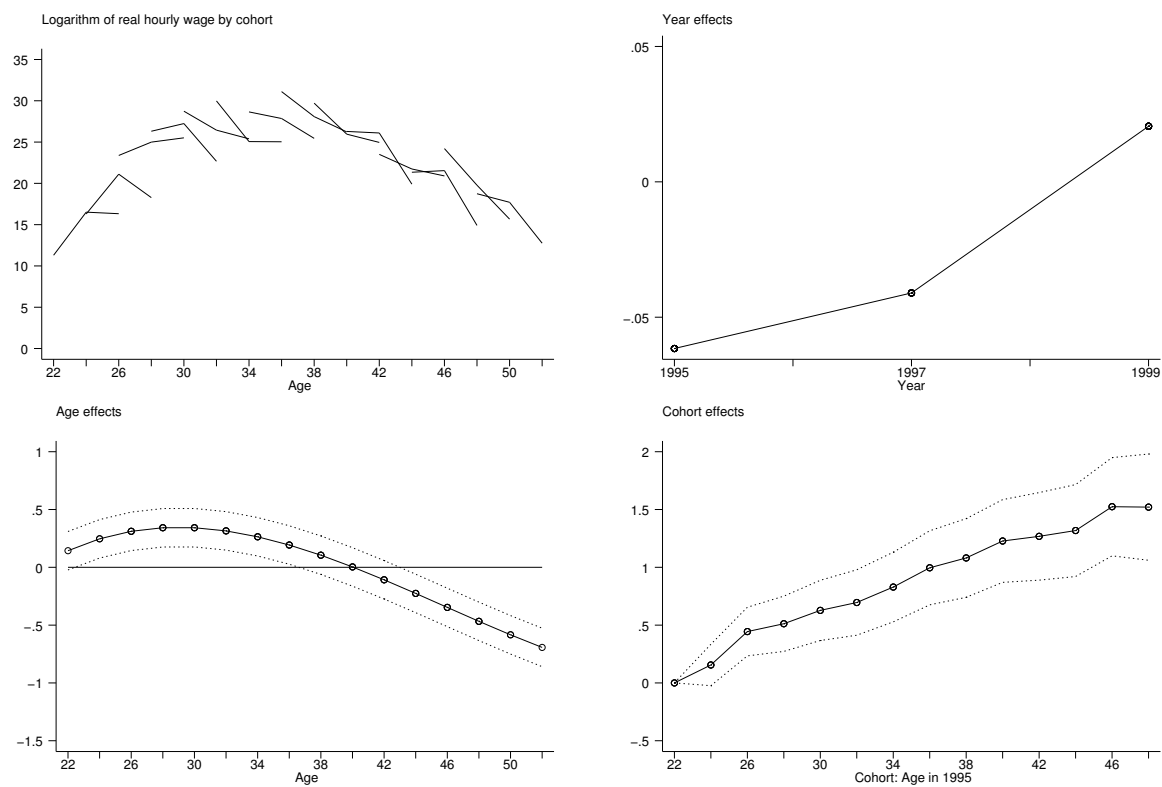 Logarithm of real hourly wage by cohort
35
30
25
20
15
10
5
0
22 26 30 34 38 42 46 50
Age
Year effects
.05
0
−.05
1995 1997 1999
Year
Age effects
1
.5
0
−.5
−1
−1.5
22 26 30 34 38 42 46 50
Age
Cohort effects
2
1.5
1
.5
0
−.5
22 30 34 38 42 46
Cohort: Age in 1995